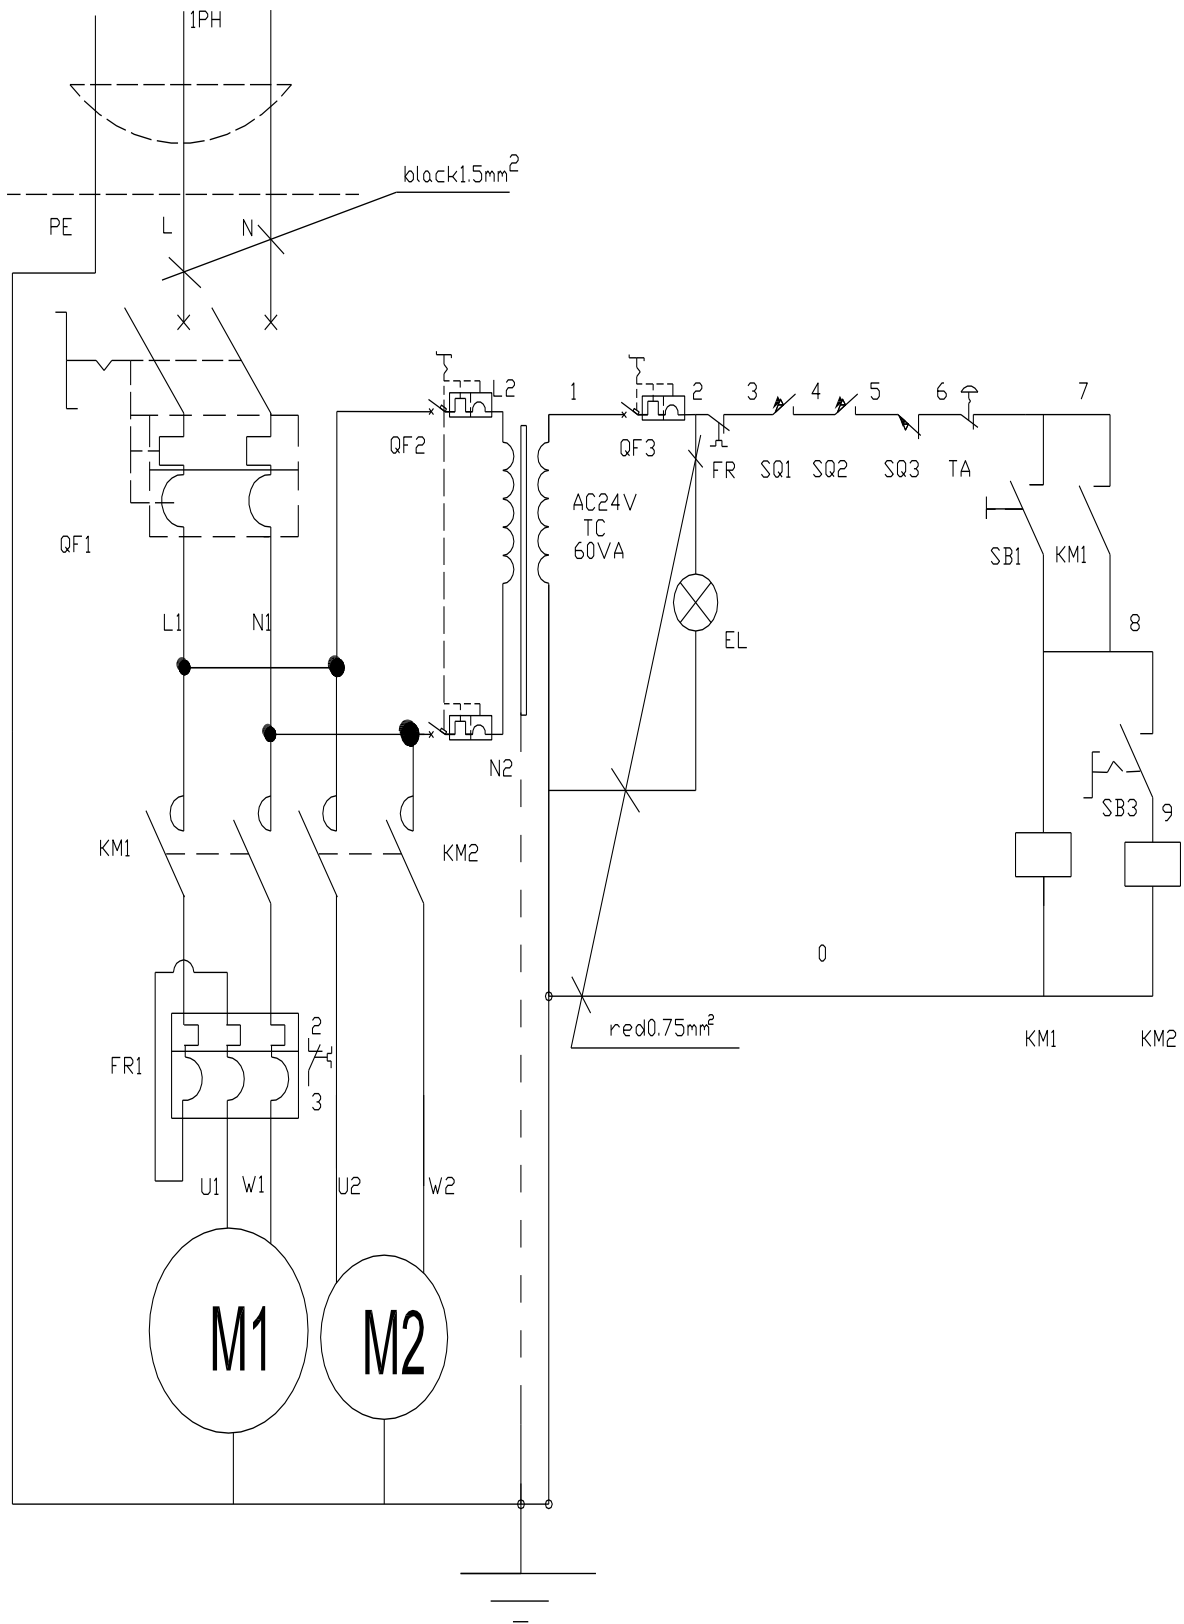 1PH
black1.5mm²
PE L N
L2 1 2 3 4 5 6 7
QF2 QF3 FR SQ1 SQ2 SQ3 TA
AC24V
TC
60VA
QF1
SB1 KM1
L1 N1
8
EL
N2
SB3 9
KM1 KM2
0
red0.75mm²
2
KM1 KM2
FR1
3
U1 W1 U2 W2
M1 M2